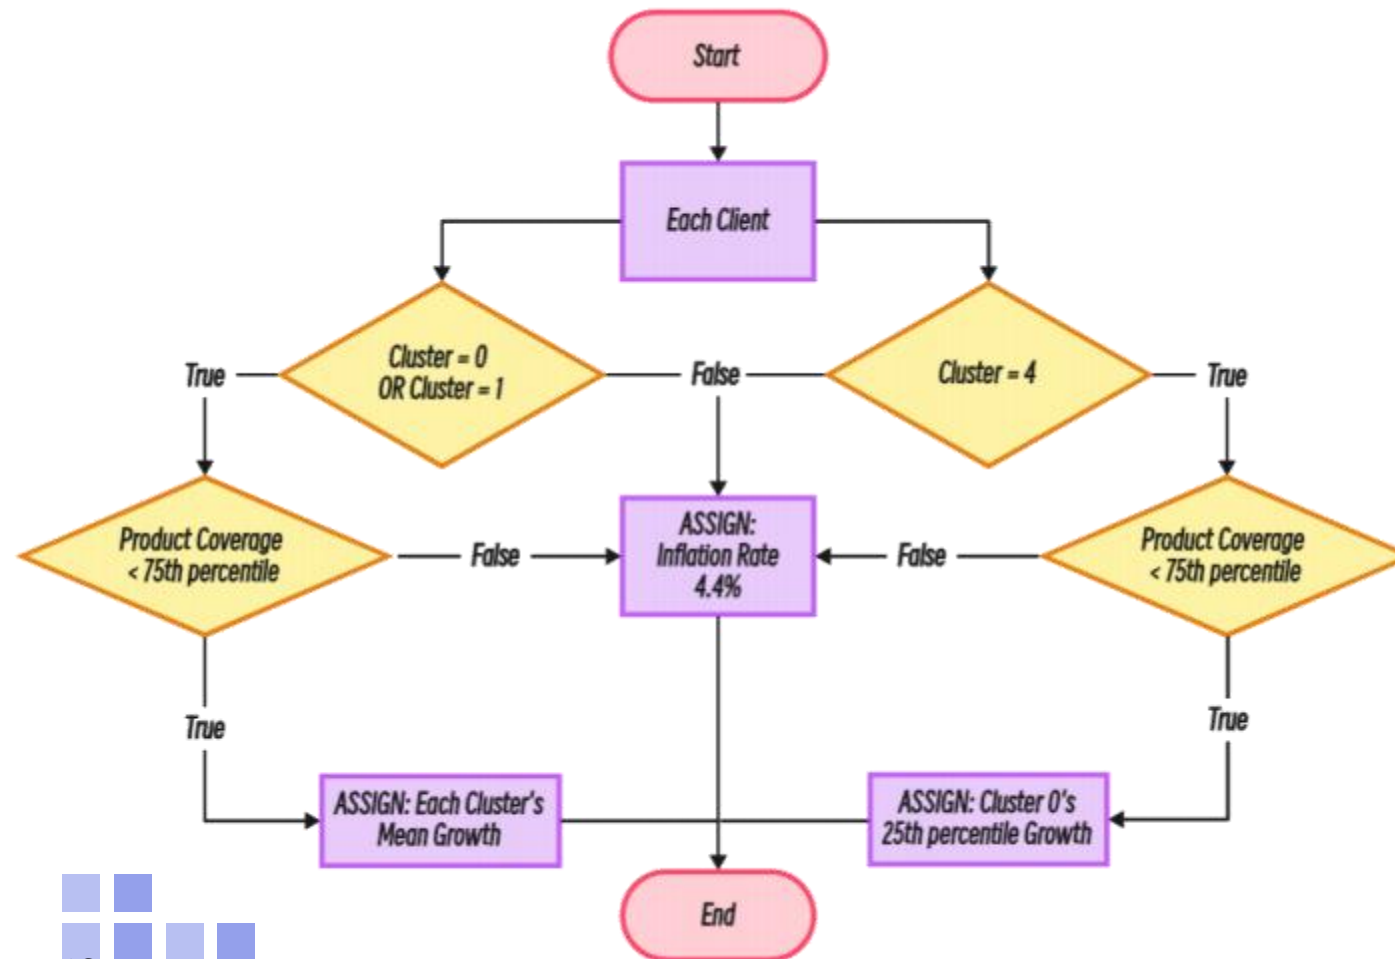 Start
Each Client
Cluster = 0
OR Cluster = 1
Cluster = 4
True
False
True
Product Coverage
< 75th percentile
False
ASSIGN:
Inflation Rate
4.4%
False
Product Coverage
< 75th percentile
True
True
ASSIGN: Each Cluster's
Mean Growth
ASSIGN: Cluster 0's
25th percentile Growth
End